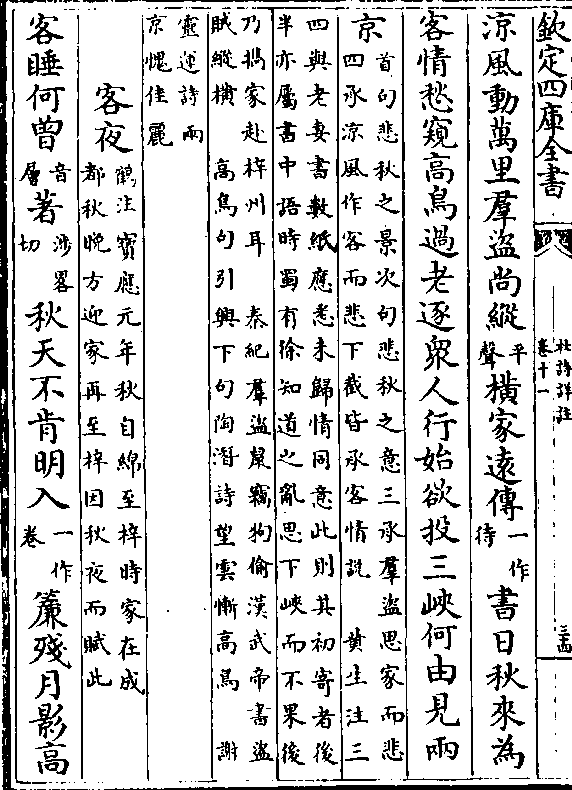 欽定四庫全書
杜詩詳註
卷十一
涼風動萬里羣盜尚縱平聲橫家遠傳一作待書日秋來為
客情愁窺高鳥過老逐衆人行始欲投三峽何由見兩
京首句悲秋之景次句悲秋之意三承羣盜思家而悲
四承涼風作客而悲下截皆承客情説 黄生注三
四與老妻書數紙應悉未歸情同意此則其初寄者後
半亦屬書中語時蜀有徐知道之亂思下峽而不果後
乃擕家赴梓州耳 秦紀羣盜鼠竊狗偷漢武帝書盜
賊縱横 高鳥句引興下句陶潛詩望雲慚高鳥 謝
靈運詩兩
京愧佳麗
客夜鶴注寶應元年秋自綿至梓時家在成
都秋晚方迎家再至梓因秋夜而賦此
客睡何曾音層著涉畧切秋天不肯明入一作卷簾殘月影高